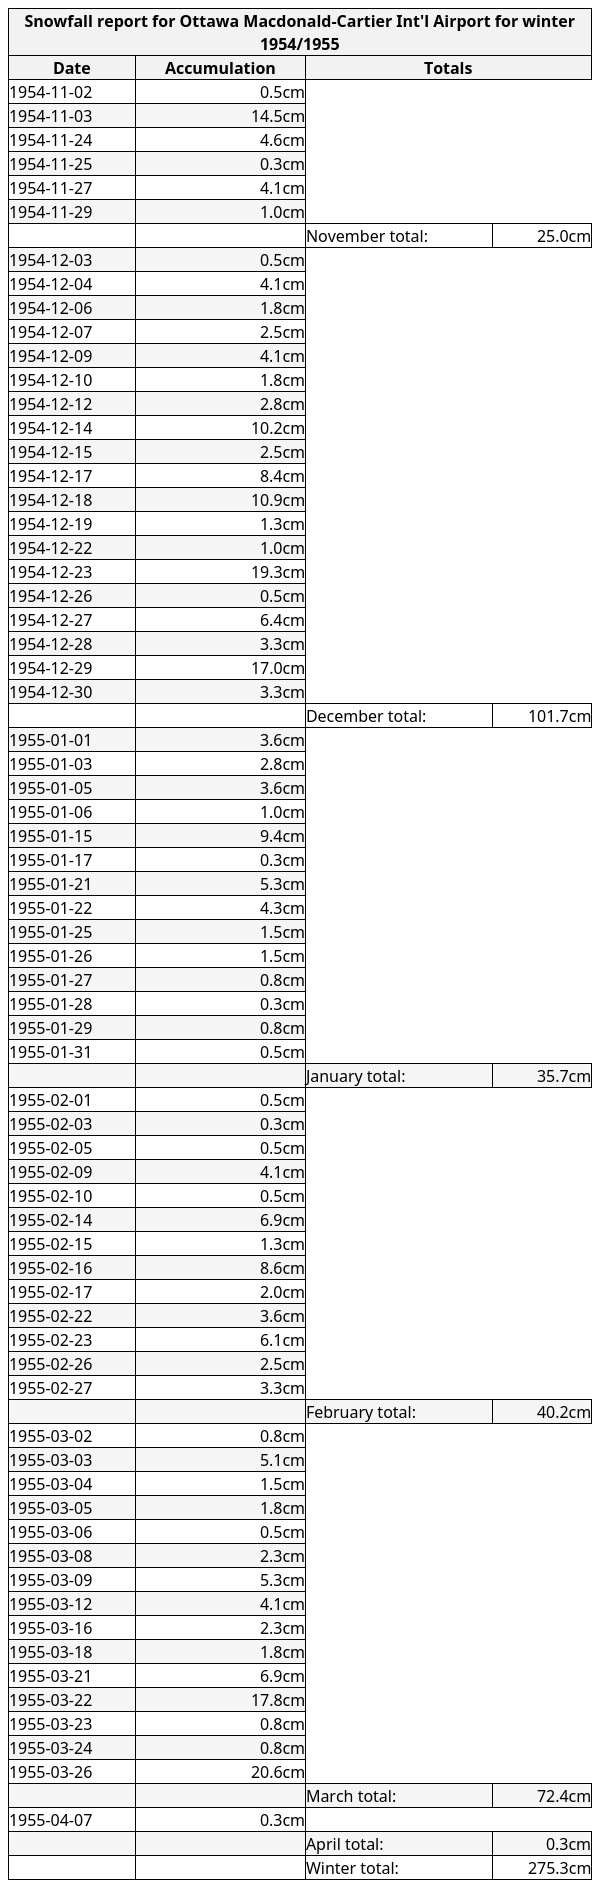 Snowfall report for Ottawa Macdonald-Cartier Int'l Airport for winter
1954/1955
Date Accumulation Totals
1954-11-02 0.5cm
1954-11-03 14.5cm
1954-11-24 4.6cm
1954-11-25 0.3cm
1954-11-27 4.1cm
1954-11-29 1.0cm
November total: 25.0cm
1954-12-03 0.5cm
1954-12-04 4.1cm
1954-12-06 1.8cm
1954-12-07 2.5cm
1954-12-09 4.1cm
1954-12-10 1.8cm
1954-12-12 2.8cm
1954-12-14 10.2cm
1954-12-15 2.5cm
1954-12-17 8.4cm
1954-12-18 10.9cm
1954-12-19 1.3cm
1954-12-22 1.0cm
1954-12-23 19.3cm
1954-12-26 0.5cm
1954-12-27 6.4cm
1954-12-28 3.3cm
1954-12-29 17.0cm
1954-12-30 3.3cm
December total: 101.7cm
1955-01-01 3.6cm
1955-01-03 2.8cm
1955-01-05 3.6cm
1955-01-06 1.0cm
1955-01-15 9.4cm
1955-01-17 0.3cm
1955-01-21 5.3cm
1955-01-22 4.3cm
1955-01-25 1.5cm
1955-01-26 1.5cm
1955-01-27 0.8cm
1955-01-28 0.3cm
1955-01-29 0.8cm
1955-01-31 0.5cm
January total: 35.7cm
1955-02-01 0.5cm
1955-02-03 0.3cm
1955-02-05 0.5cm
1955-02-09 4.1cm
1955-02-10 0.5cm
1955-02-14 6.9cm
1955-02-15 1.3cm
1955-02-16 8.6cm
1955-02-17 2.0cm
1955-02-22 3.6cm
1955-02-23 6.1cm
1955-02-26 2.5cm
1955-02-27 3.3cm
February total: 40.2cm
1955-03-02 0.8cm
1955-03-03 5.1cm
1955-03-04 1.5cm
1955-03-05 1.8cm
1955-03-06 0.5cm
1955-03-08 2.3cm
1955-03-09 5.3cm
1955-03-12 4.1cm
1955-03-16 2.3cm
1955-03-18 1.8cm
1955-03-21 6.9cm
1955-03-22 17.8cm
1955-03-23 0.8cm
1955-03-24 0.8cm
1955-03-26 20.6cm
March total: 72.4cm
1955-04-07 0.3cm
April total: 0.3cm
Winter total: 275.3cm